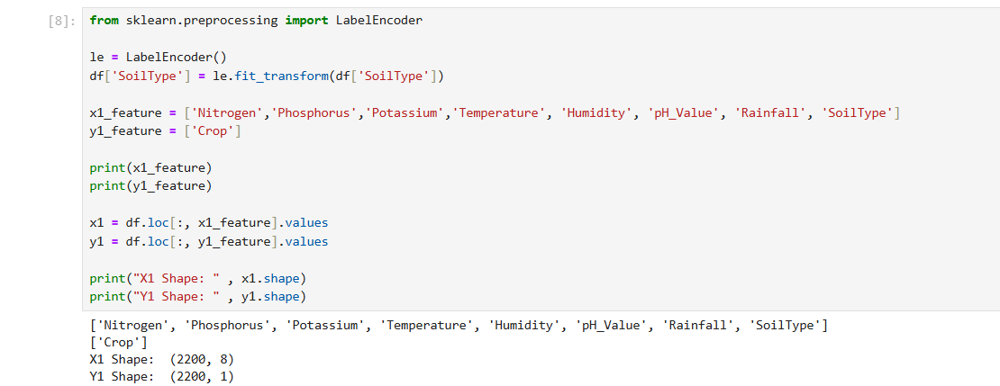 [8]:
from sklearn.preprocessing import LabelEncoder
le = LabelEncoder()
df['SoilType'] = le.fit_transform(df['SoilType'])
x1_feature = ['Nitrogen','Phosphorus','Potassium','Temperature', 'Humidity', 'pH_Value', 'Rainfall', 'SoilType']
y1_feature = ['Crop']
print(x1_feature)
print(y1_feature)
x1 = df.loc[:, x1_feature].values
y1 = df.loc[:, y1_feature].values
print("X1 Shape: " , x1.shape)
print("Y1 Shape: " , y1.shape)
['Nitrogen', 'Phosphorus', 'Potassium', 'Temperature', 'Humidity', 'pH_Value', 'Rainfall', 'SoilType']
['Crop']
X1 Shape:  (2200, 8)
Y1 Shape:  (2200, 1)